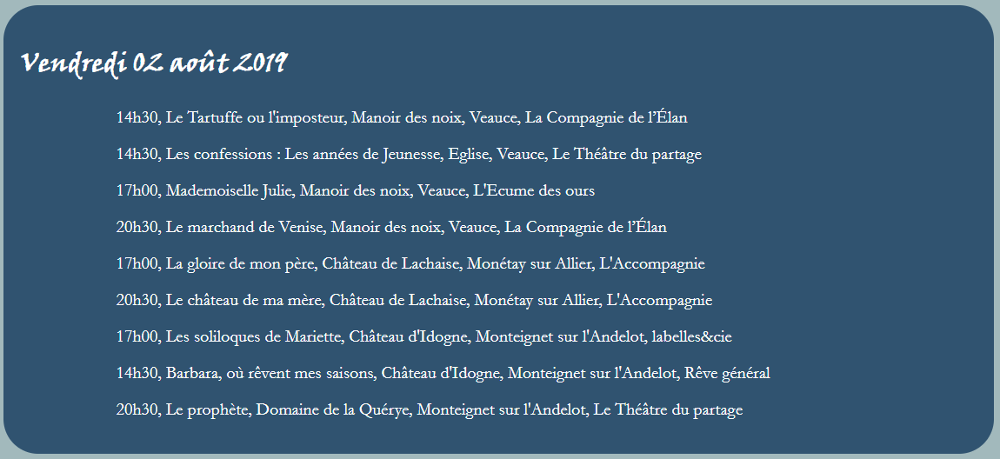 Vendredi 02 août 2019
14h30, Le Tartuffe ou l'imposteur, Manoir des noix, Veauce, La Compagnie de l’Élan
14h30, Les confessions : Les années de Jeunesse, Eglise, Veauce, Le Théâtre du partage
17h00, Mademoiselle Julie, Manoir des noix, Veauce, L'Ecume des ours
20h30, Le marchand de Venise, Manoir des noix, Veauce, La Compagnie de l’Élan
17h00, La gloire de mon père, Château de Lachaise, Monétay sur Allier, L'Accompagnie
20h30, Le château de ma mère, Château de Lachaise, Monétay sur Allier, L'Accompagnie
17h00, Les soliloques de Mariette, Château d'Idogne, Monteignet sur l'Andelot, labelles&cie
14h30, Barbara, où rêvent mes saisons, Château d'Idogne, Monteignet sur l'Andelot, Rêve général
20h30, Le prophète, Domaine de la Quérye, Monteignet sur l'Andelot, Le Théâtre du partage